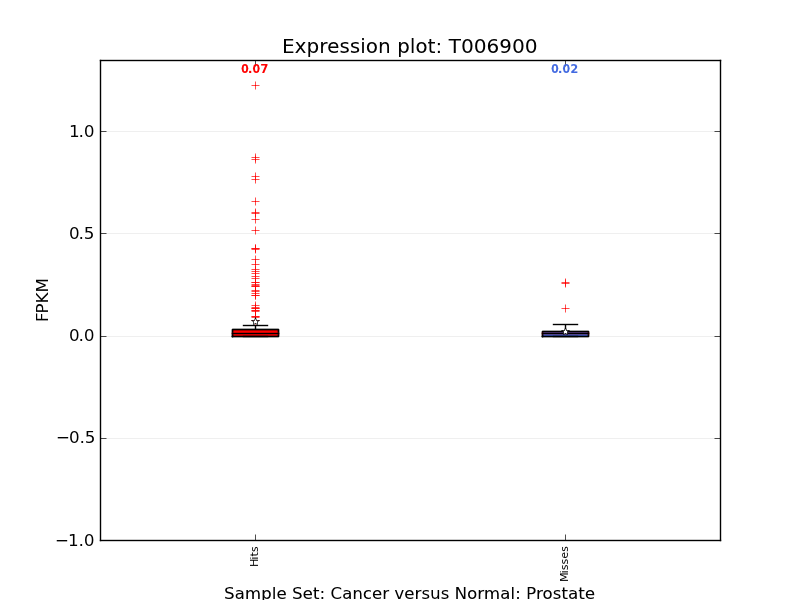 Expression plot: T006900
0.07
0.02
1.0
0.5
0.0
−0.5
−1.0
FPKM
Hits
Misses
Sample Set: Cancer versus Normal: Prostate